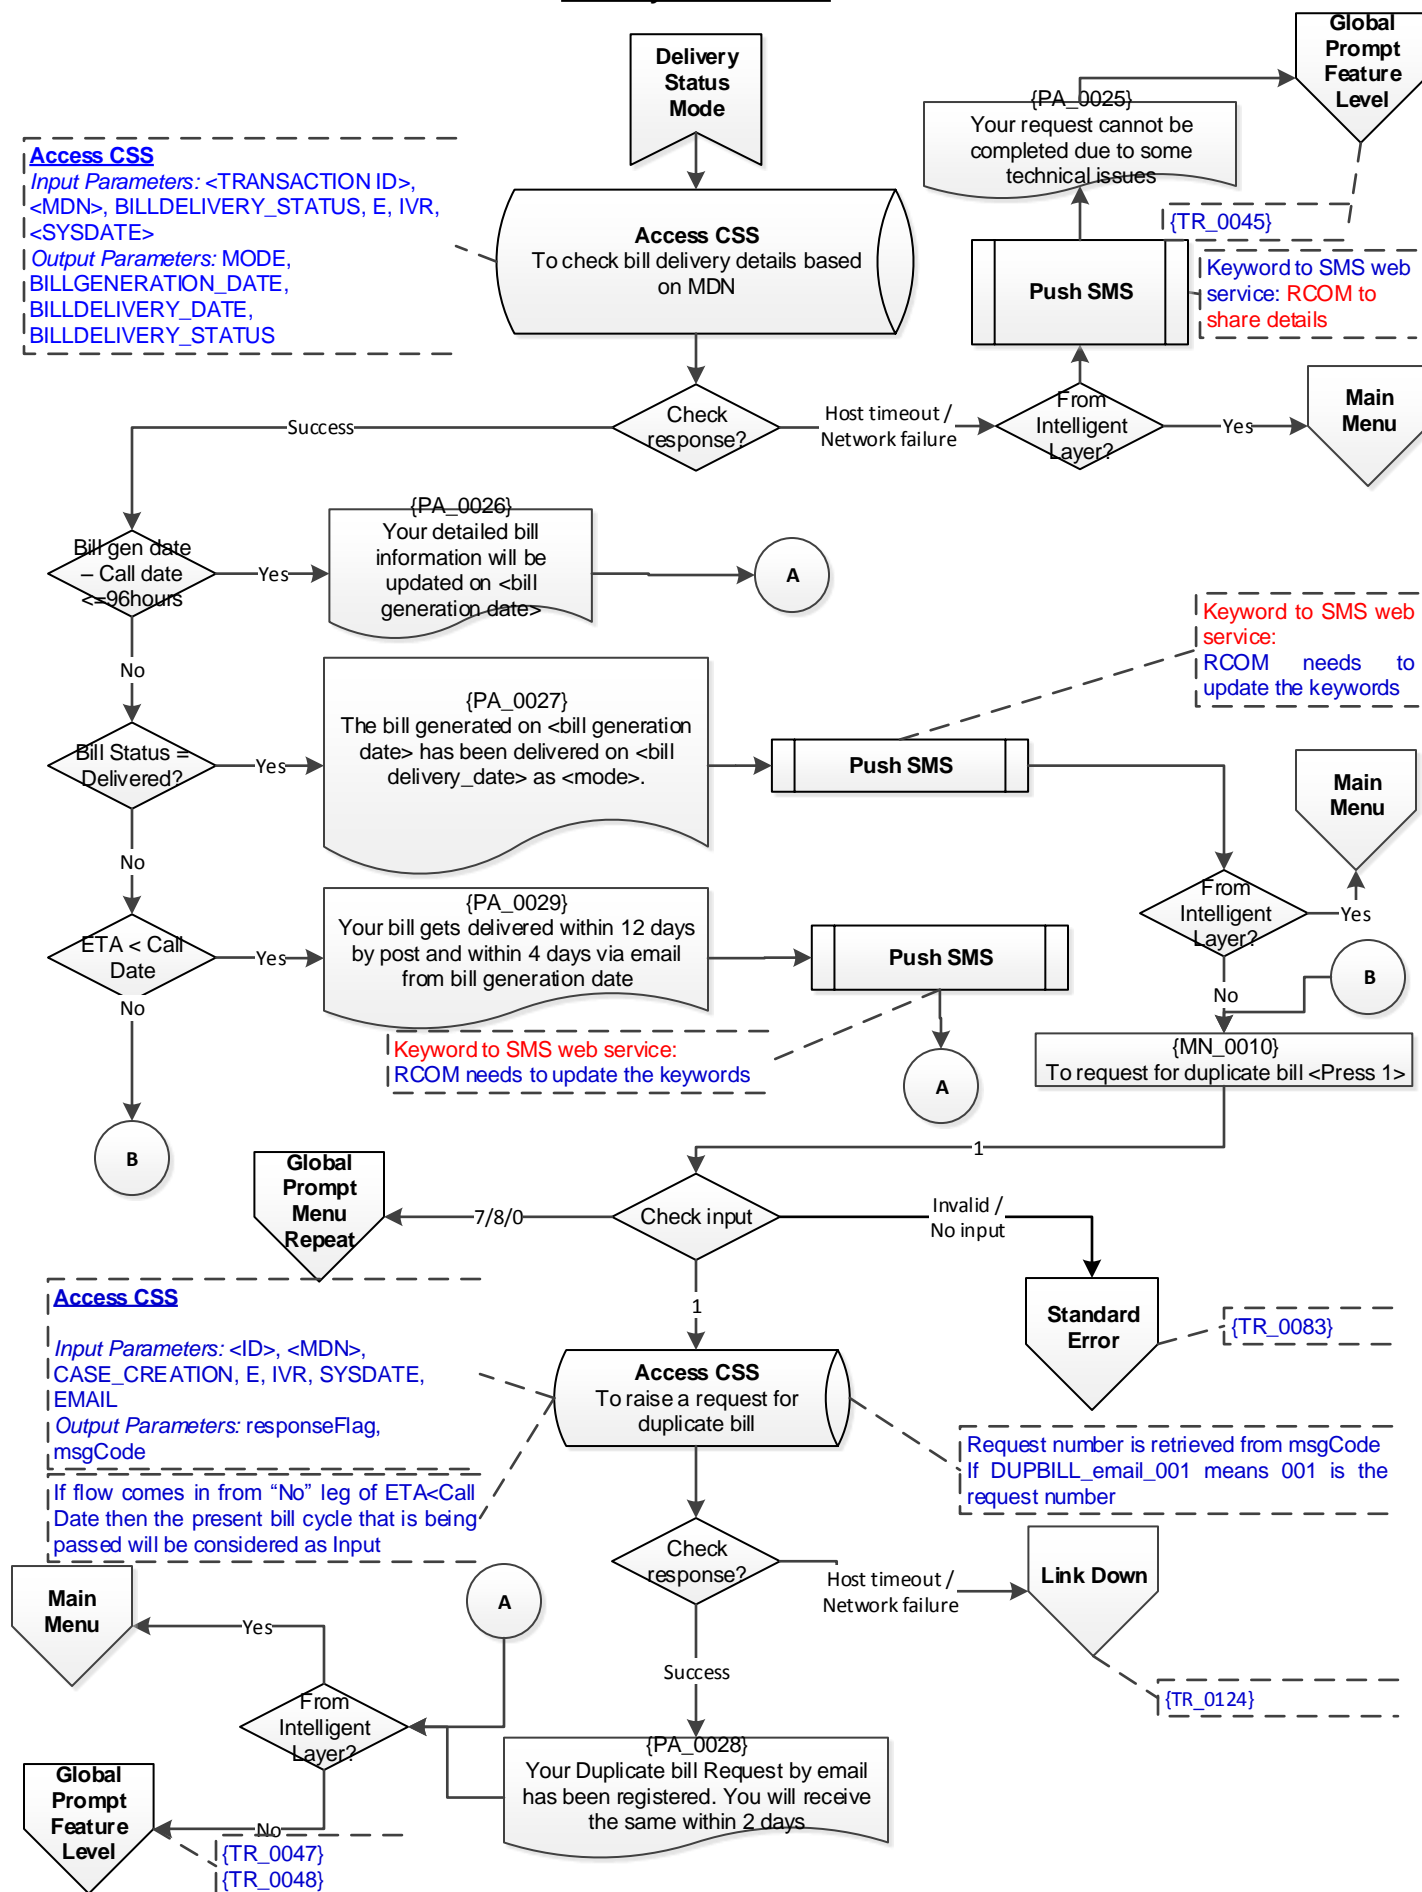 Delivery
Status
Mode
Global
Prompt
Feature
Level
{PA_0025}
Your request cannot be
completed due to some
technical issues
{TR_0045}
Access CSS
Input Parameters: <TRANSACTION ID>,
<MDN>, BILLDELIVERY_STATUS, E, IVR,
<SYSDATE>
Output Parameters: MODE,
BILLGENERATION_DATE,
BILLDELIVERY_DATE,
BILLDELIVERY_STATUS
Access CSS
To check bill delivery details based
on MDN
Push SMS
Keyword to SMS web
service: RCOM to
share details
Check
response?
Success
Host timeout /
Network failure
From
Intelligent
Layer?
Yes
Main
Menu
Bill gen date
– Call date
<=96hours
Yes
{PA_0026}
Your detailed bill
information will be
updated on <bill
generation date>
A
No
Keyword to SMS web
service:
RCOM needs to
update the keywords
Bill Status =
Delivered?
Yes
{PA_0027}
The bill generated on <bill generation
date> has been delivered on <bill
delivery_date> as <mode>.
Push SMS
Main
Menu
No
From
Intelligent
Layer?
Yes
ETA < Call
Date
Yes
{PA_0029}
Your bill gets delivered within 12 days
by post and within 4 days via email
from bill generation date
Push SMS
B
No
No
Keyword to SMS web service:
RCOM needs to update the keywords
A
{MN_0010}
To request for duplicate bill <Press 1>
B
1
Global
Prompt
Menu
Repeat
7/8/0
Check input
Invalid /
No input
1
Standard
Error
{TR_0083}
Access CSS
Input Parameters: <ID>, <MDN>,
CASE_CREATION, E, IVR, SYSDATE,
EMAIL
Output Parameters: responseFlag,
msgCode
Access CSS
To raise a request for
duplicate bill
Request number is retrieved from msgCode
If DUPBILL_email_001 means 001 is the
request number
If flow comes in from “No” leg of ETA<Call
Date then the present bill cycle that is being
passed will be considered as Input
Check
response?
Host timeout /
Network failure
Link Down
{TR_0124}
Main
Menu
Yes
A
Success
From
Intelligent
Layer?
{PA_0028}
Your Duplicate bill Request by email
has been registered. You will receive
the same within 2 days
Global
Prompt
Feature
Level
No
{TR_0047}
{TR_0048}